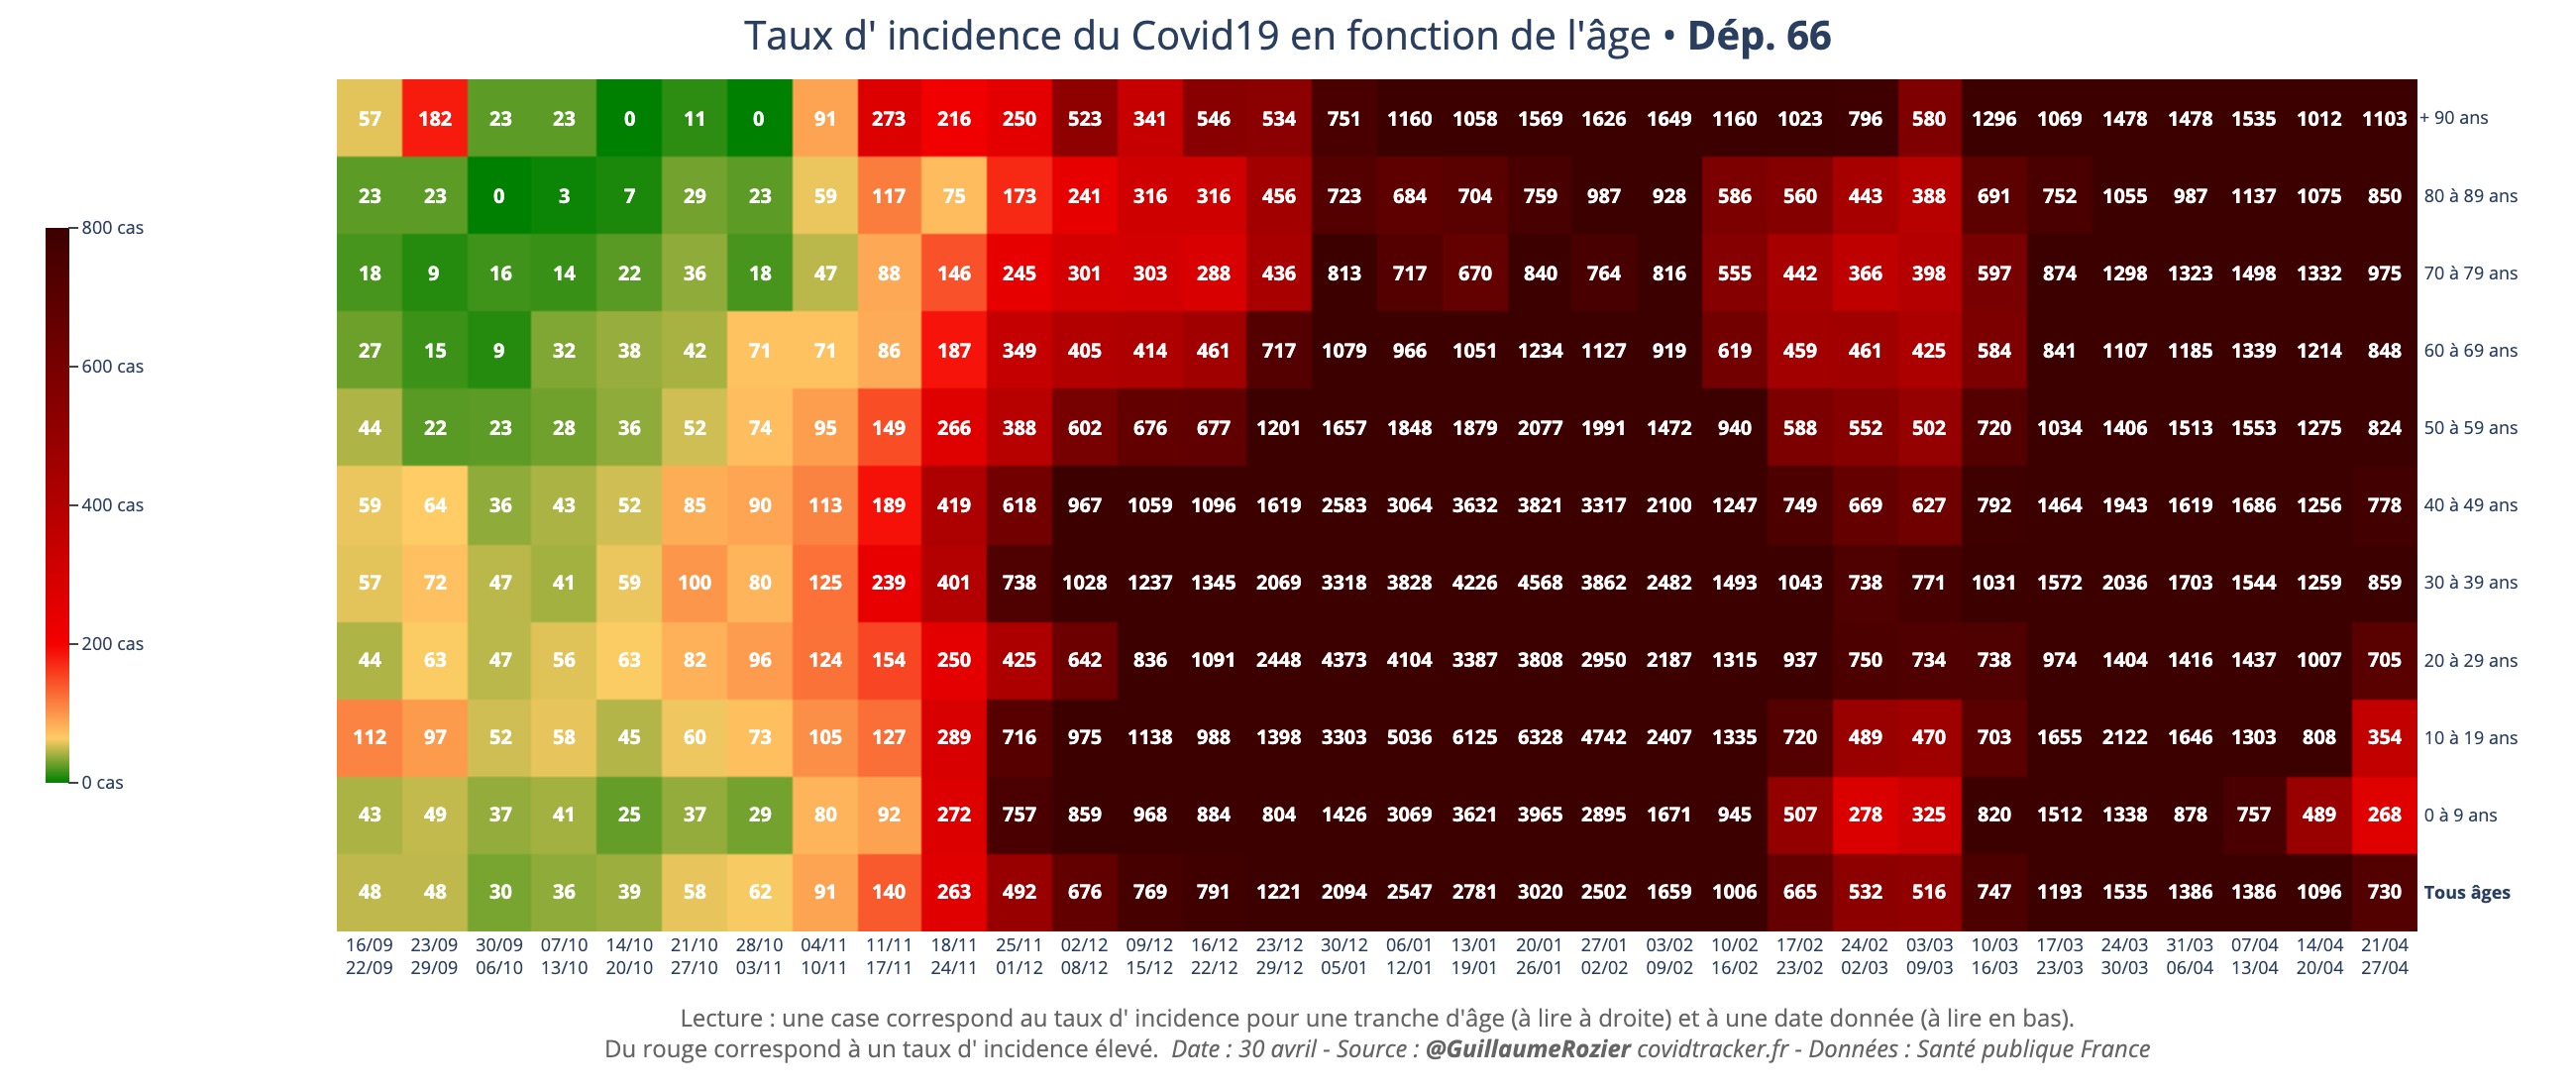 Taux d' incidence du Covid19 en fonction de l'âge • Dép. 66
57 182 23 23 0 11 0 91 273 216 250 523 341 546 534 751 1160 1058 1569 1626 1649 1160 1023 796 580 1296 1069 1478 1478 1535 1012 1103 + 90 ans
23 23 0 3 7 29 23 59 117 75 173 241 316 316 456 723 684 704 759 987 928 586 560 443 388 691 752 1055 987 1137 1075 850 80 à 89 ans
800 cas
18 9 16 14 22 36 18 47 88 146 245 301 303 288 436 813 717 670 840 764 816 555 442 366 398 597 874 1298 1323 1498 1332 975 70 à 79 ans
27 15 9 32 38 42 71 71 86 187 349 405 414 461 717 1079 966 1051 1234 1127 919 619 459 461 425 584 841 1107 1185 1339 1214 848 60 à 69 ans
600 cas
44 22 23 28 36 52 74 95 149 266 388 602 676 677 1201 1657 1848 1879 2077 1991 1472 940 588 552 502 720 1034 1406 1513 1553 1275 824 50 à 59 ans
400 cas
59 64 36 43 52 85 90 113 189 419 618 967 1059 1096 1619 2583 3064 3632 3821 3317 2100 1247 749 669 627 792 1464 1943 1619 1686 1256 778 40 à 49 ans
57 72 47 41 59 100 80 125 239 401 738 1028 1237 1345 2069 3318 3828 4226 4568 3862 2482 1493 1043 738 771 1031 1572 2036 1703 1544 1259 859 30 à 39 ans
200 cas
44 63 47 56 63 82 96 124 154 250 425 642 836 1091 2448 4373 4104 3387 3808 2950 2187 1315 937 750 734 738 974 1404 1416 1437 1007 705 20 à 29 ans
112 97 52 58 45 60 73 105 127 289 716 975 1138 988 1398 3303 5036 6125 6328 4742 2407 1335 720 489 470 703 1655 2122 1646 1303 808 354 10 à 19 ans
0 cas
43 49 37 41 25 37 29 80 92 272 757 859 968 884 804 1426 3069 3621 3965 2895 1671 945 507 278 325 820 1512 1338 878 757 489 268 0 à 9 ans
48 48 30 36 39 58 62 91 140 263 492 676 769 791 1221 2094 2547 2781 3020 2502 1659 1006 665 532 516 747 1193 1535 1386 1386 1096 730 Tous âges
16/09 23/09 30/09 07/10 14/10 21/10 28/10 04/11 11/11 18/11 25/11 02/12 09/12 16/12 23/12 30/12 06/01 13/01 20/01 27/01 03/02 10/02 17/02 24/02 03/03 10/03 17/03 24/03 31/03 07/04 14/04 21/04
22/09 29/09 06/10 13/10 20/10 27/10 03/11 10/11 17/11 24/11 01/12 08/12 15/12 22/12 29/12 05/01 12/01 19/01 26/01 02/02 09/02 16/02 23/02 02/03 09/03 16/03 23/03 30/03 06/04 13/04 20/04 27/04
Lecture : une case correspond au taux d' incidence pour une tranche d'âge (à lire à droite) et à une date donnée (à lire en bas).
Du rouge correspond à un taux d' incidence élevé. Date : 30 avril - Source : @GuillaumeRozier covidtracker.fr - Données : Santé publique France